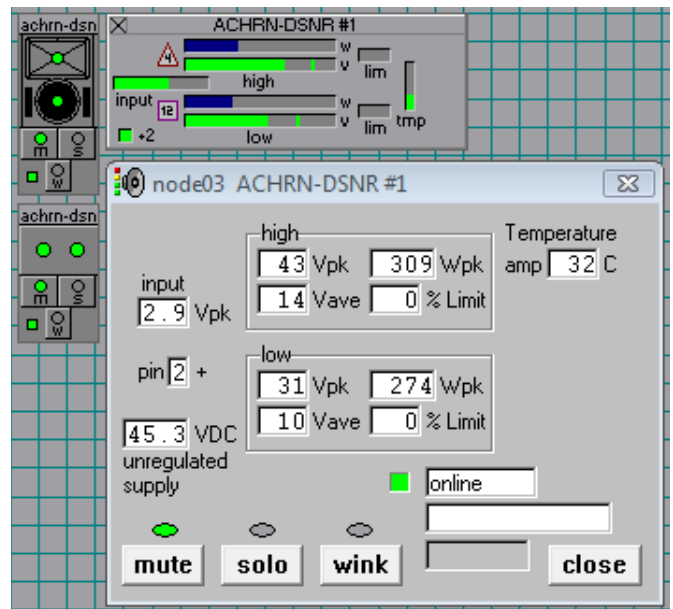 achrn-dsn
ACHRN-DSNR #1
4
w
v
lim
high
input
12
w
v
lim
tmp
+2
low
m
s
w
achrn-dsn
m
s
w
node03 ACHRN-DSNR #1
high
43 Vpk 309 Wpk
14 Vave 0 % Limit
Temperature
amp 32 C
input
2.9 Vpk
pin 2 +
low
31 Vpk 274 Wpk
10 Vave 0 % Limit
45.3 VDC
unregulated
supply
online
mute solo wink close